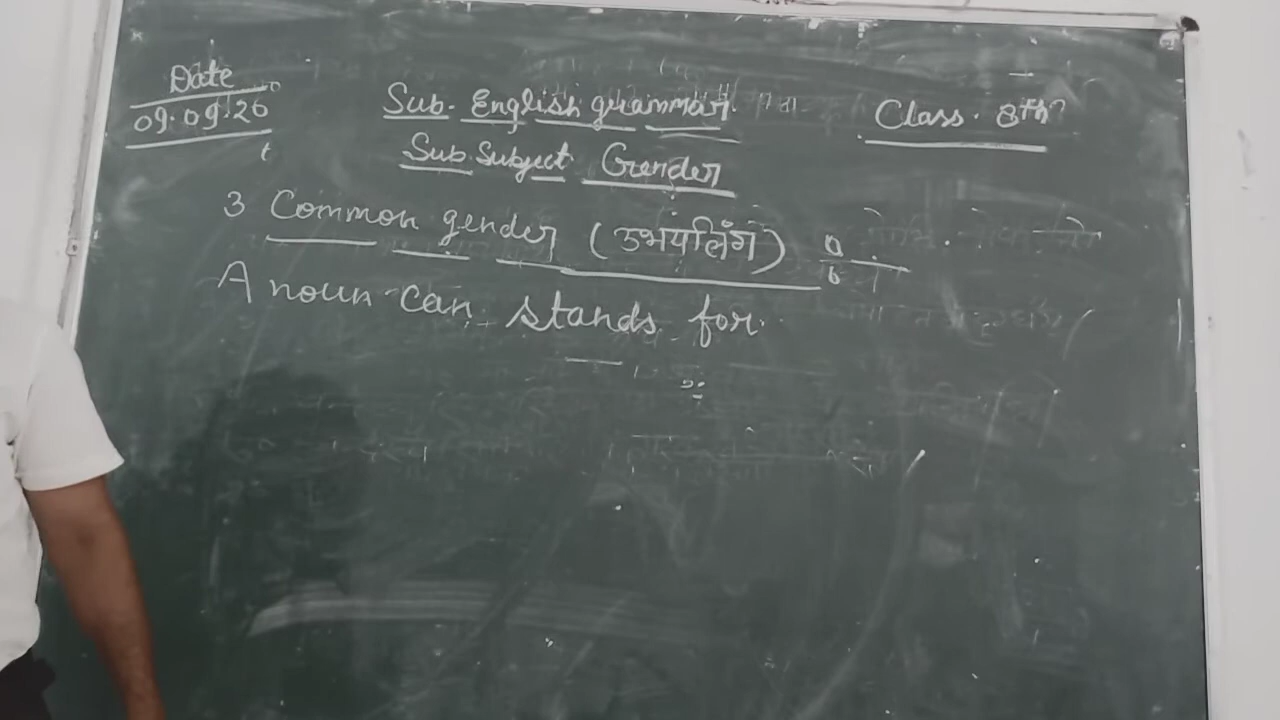 Date
09.09.26
Sub. English grammar.
Class. 8th
Sub Subject Gender
3 Common gender (उभयलिंग)
A noun can stands for